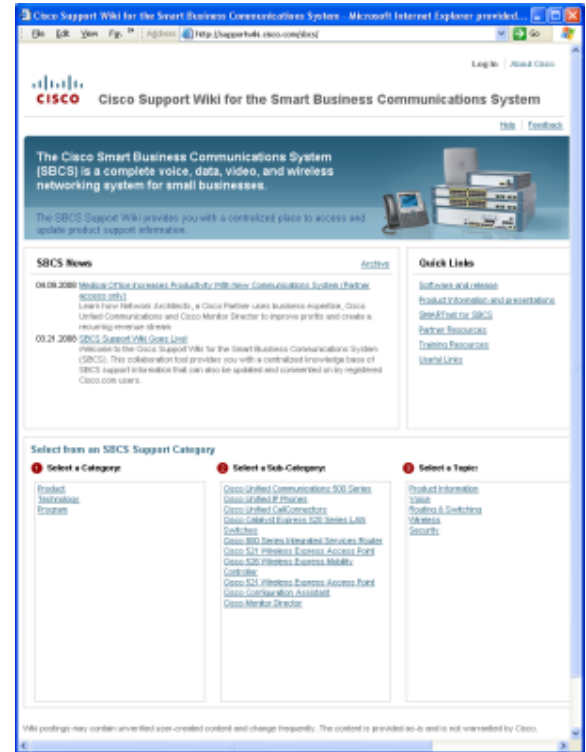 Cisco Support Wiki for the Smart Business Communications System - Microsoft Internet Explorer provided...
File Edit View Address http://supportwiki.cisco.com/sbcs/ Go
Log In About Cisco
CISCO Cisco Support Wiki for the Smart Business Communications System
Help Feedback
The Cisco Smart Business
Communications System
(SBCS) is a complete voice,
data, video, and wireless
networking system for small
businesses.
The SBCS Support Wiki provides you with a centralized place to access and
update product support information.
SBCS News Archive
04.09.2008 Medical Office Increases Productivity With New Communications System (Partner
access only)
Learn how Network Architects, a Cisco Partner uses business expertise, Cisco
Unified Communications and Cisco Monitor Director to improve profits and create a
recurring revenue stream
03.21.2008 SBCS Support Wiki Goes Live!
Welcome to the Cisco Support Wiki for the Smart Business Communications System
(SBCS). This collaboration tool provides you with a centralized knowledge base of
SBCS support information that can also be updated and commented on by registered
Cisco.com users.
Quick Links
Software and release
Product Information and presentations
SMARTnet for SBCS
Partner Resources
Training Resources
Useful Links
Select from an SBCS Support Category
1 Select a Category:
Product
Technology
Program
2 Select a Sub-Category:
Cisco Unified Communications 500 Series
Cisco Unified IP Phones
Cisco Unified CallConnectors
Cisco Catalyst Express 520 Series LAN
Switches
Cisco 800 Series Integrated Services Router
Cisco 521 Wireless Express Access Point
Cisco 526 Wireless Express Mobility
Controller
Cisco 521 Wireless Express Access Point
Cisco Configuration Assistant
Cisco Monitor Director
3 Select a Topic:
Product Information
Voice
Routing & Switching
Wireless
Security
Wiki postings may contain unverified user-created content and change frequently. The content is provided as-is and is not warrantied by Cisco.